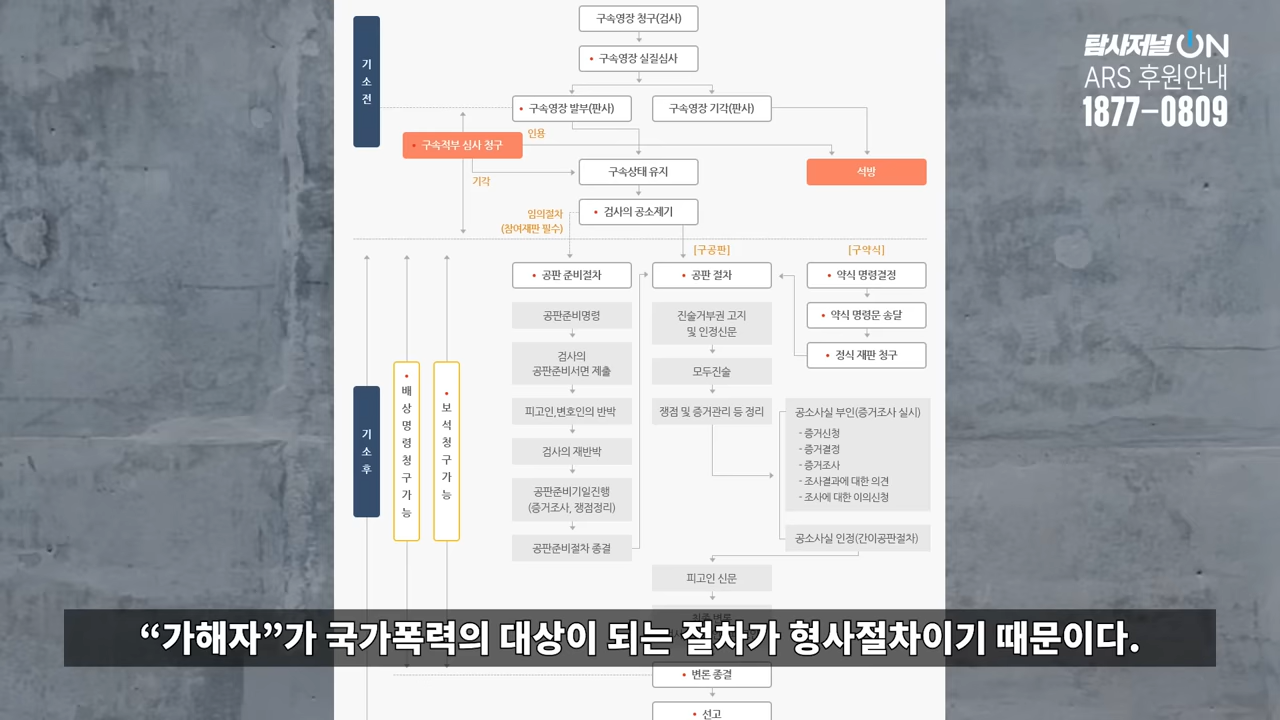 탐사저널 ON
ARS 후원안내
1877-0809
기소전
구속영장 청구(검사)
구속영장 실질심사
구속영장 발부(판사)
구속영장 기각(판사)
구속적부 심사 청구
인용
기각
구속상태 유지
석방
검사의 공소제기
임의절차
(참여재판 필수)
[구공판]
[구약식]
공판 준비절차
공판 절차
약식 명령결정
공판준비명령
진술거부권 고지
및 인정신문
약식 명령문 송달
검사의
공판준비서면 제출
모두진술
정식 재판 청구
기소후
배상명령청구가능
보석청구가능
피고인,변호인의 반박
쟁점 및 증거관리 등 정리
공소사실 부인(증거조사 실시)
- 증거신청
- 증거결정
- 증거조사
- 조사결과에 대한 의견
- 조사에 대한 이의신청
검사의 재반박
공판준비기일진행
(증거조사, 쟁점정리)
공판준비절차 종결
공소사실 인정(간이공판절차)
피고인 신문
“가해자”가 국가폭력의 대상이 되는 절차가 형사절차이기 때문이다.
변론 종결
선고